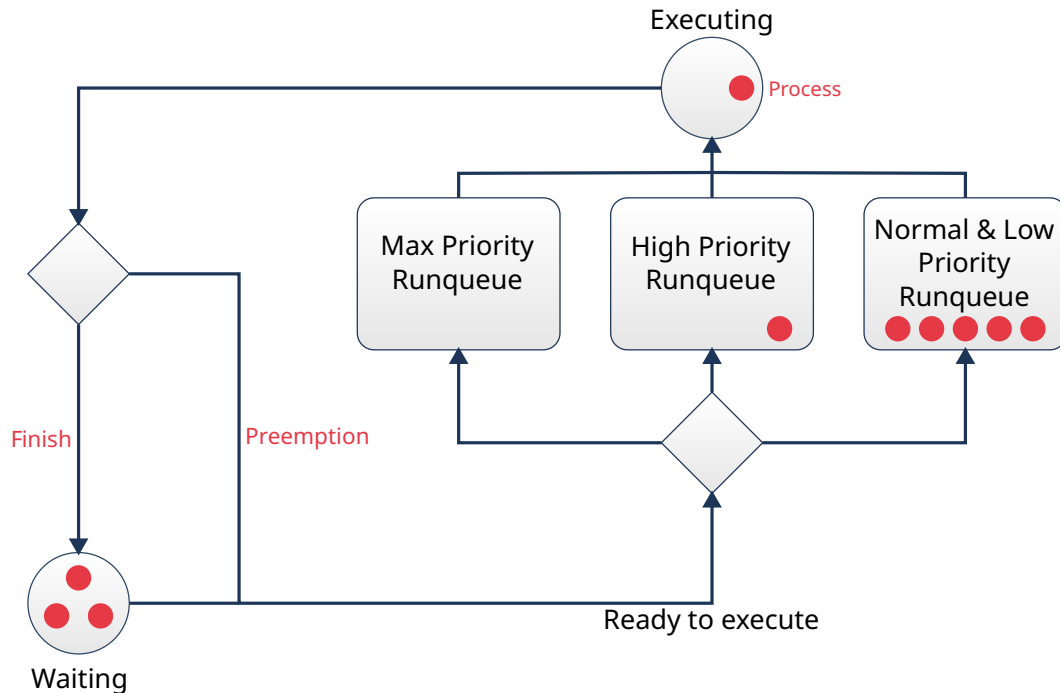 Executing
Process
Max Priority
Runqueue
High Priority
Runqueue
Normal & Low
Priority
Runqueue
Finish
Preemption
Ready to execute
Waiting